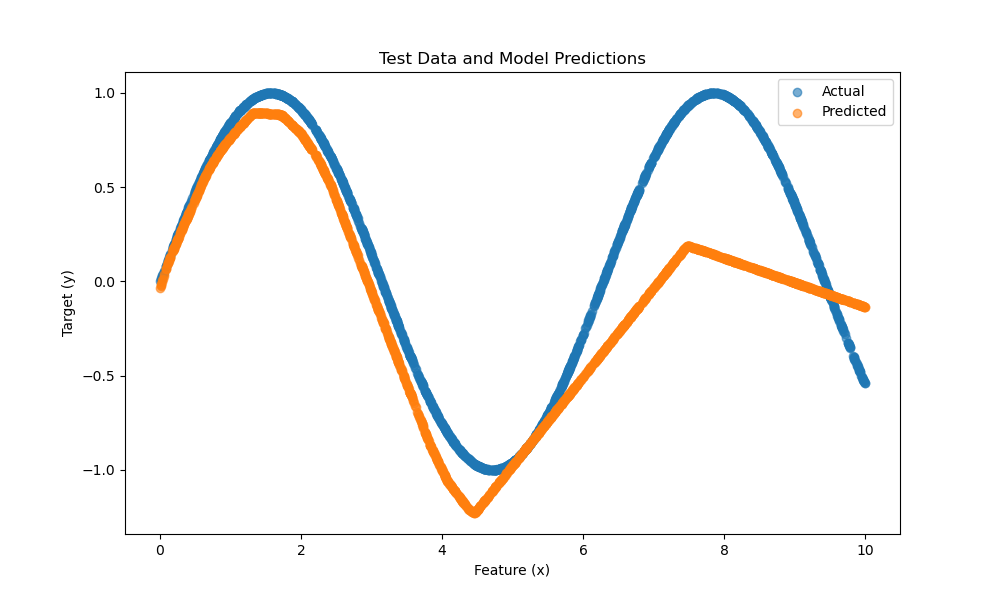 Test Data and Model Predictions
Actual
Predicted
1.0
0.5
0.0
−0.5
−1.0
Target (y)
0 2 4 6 8 10
Feature (x)